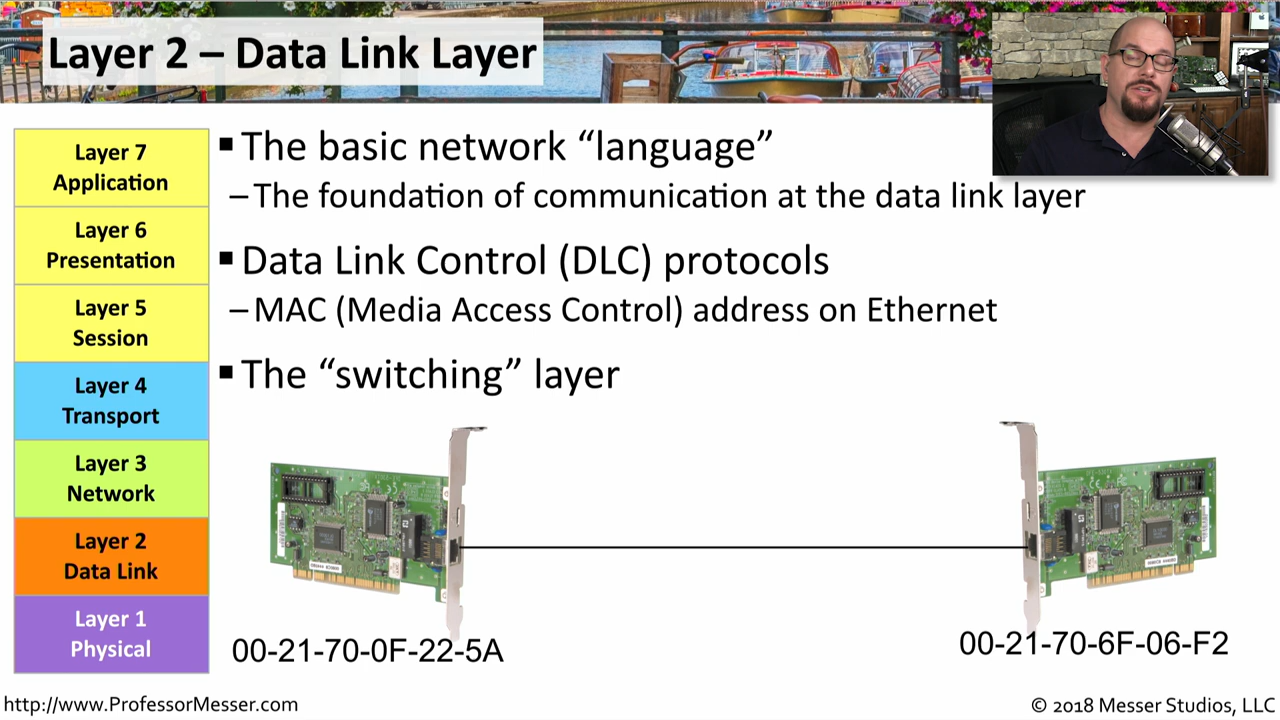 Layer 2 – Data Link Layer
Layer 7
Application
Layer 6
Presentation
Layer 5
Session
Layer 4
Transport
Layer 3
Network
Layer 2
Data Link
Layer 1
Physical
▪ The basic network “language”
– The foundation of communication at the data link layer
▪ Data Link Control (DLC) protocols
– MAC (Media Access Control) address on Ethernet
▪ The “switching” layer
00-21-70-0F-22-5A
00-21-70-6F-06-F2
http://www.ProfessorMesser.com
© 2018 Messer Studios, LLC